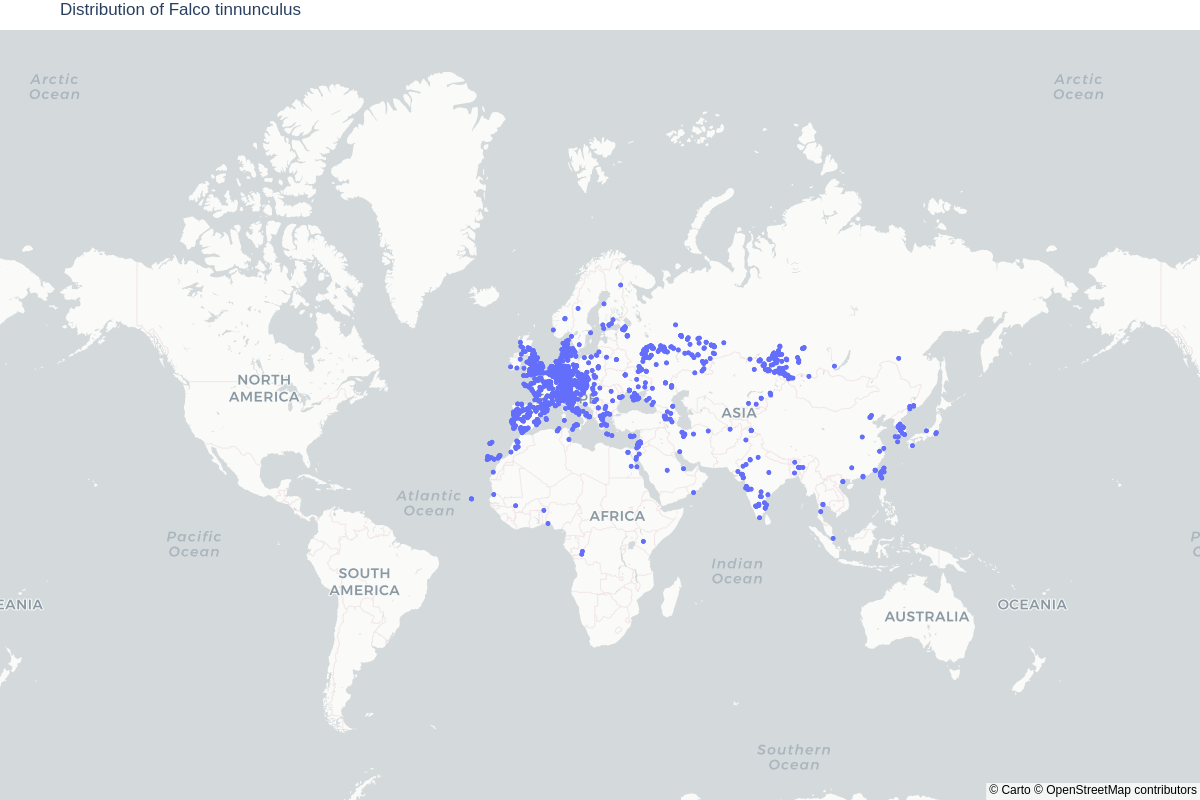 Distribution of Falco tinnunculus
Arctic
Ocean
Arctic
Ocean
NORTH
AMERICA
ASIA
Atlantic
Ocean
AFRICA
Pacific
Ocean
P
Indian
Ocean
SOUTH
AMERICA
EANIA
OCEANIA
AUSTRALIA
Southern
Ocean
© Carto © OpenStreetMap contributors